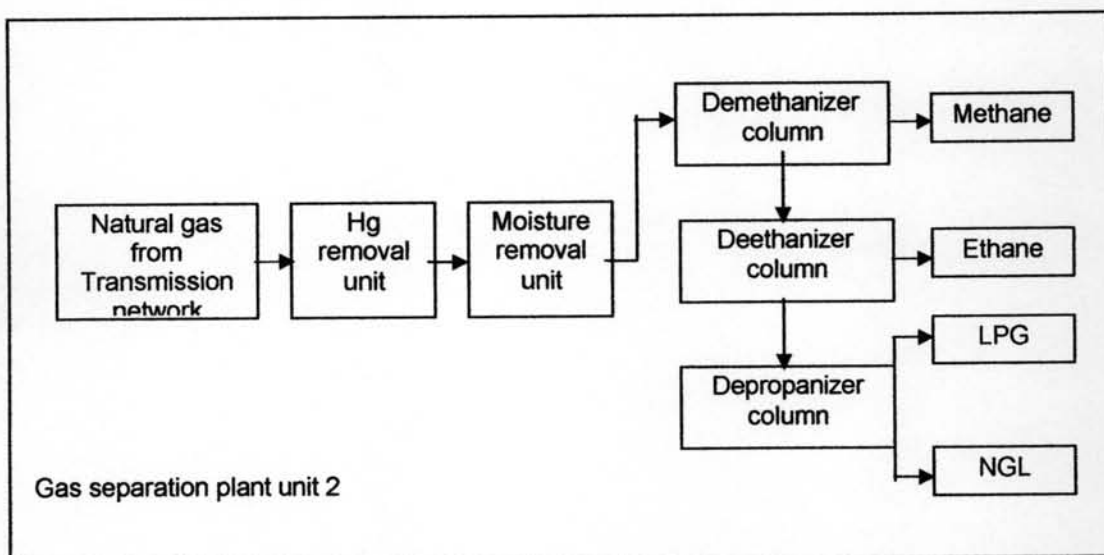 Natural gas
from
Transmission
network
Hg
removal
unit
Moisture
removal
unit
Demethanizer
column
Methane
Deethanizer
column
Ethane
Depropanizer
column
LPG
NGL
Gas separation plant unit 2